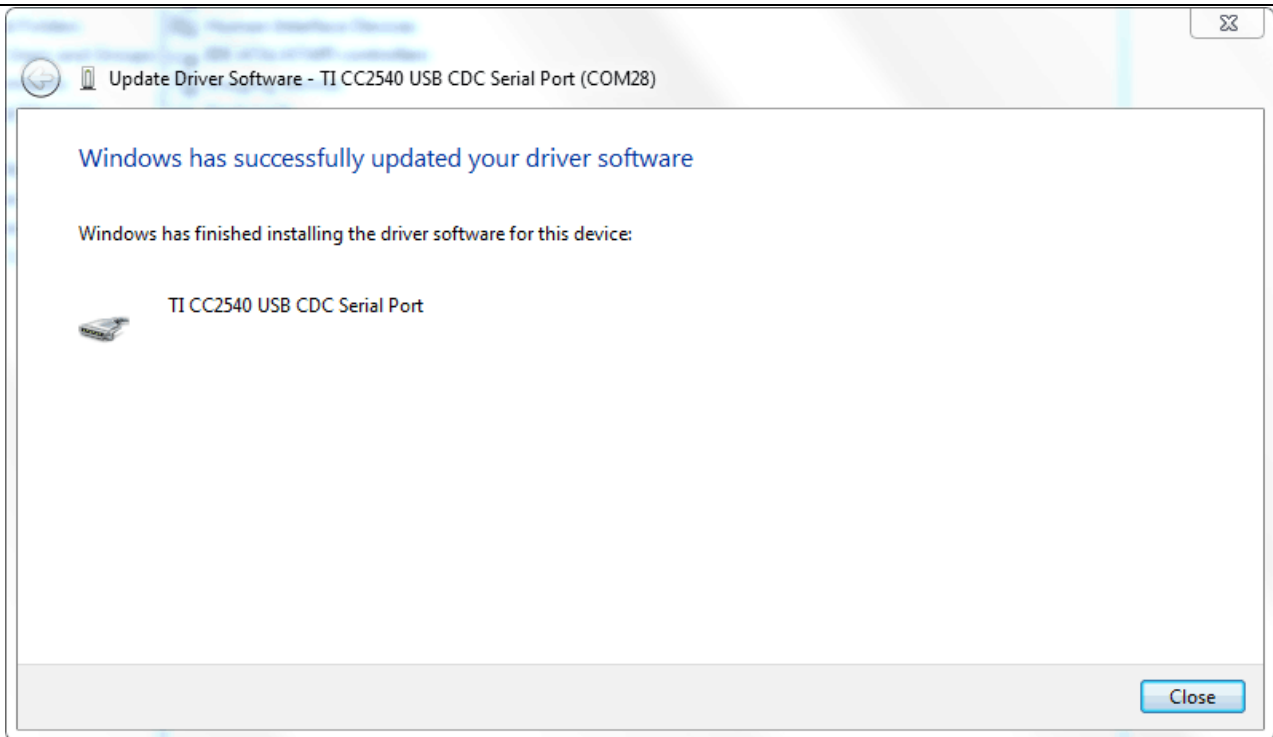 Update Driver Software - TI CC2540 USB CDC Serial Port (COM28)
Windows has successfully updated your driver software
Windows has finished installing the driver software for this device:
TI CC2540 USB CDC Serial Port
Close